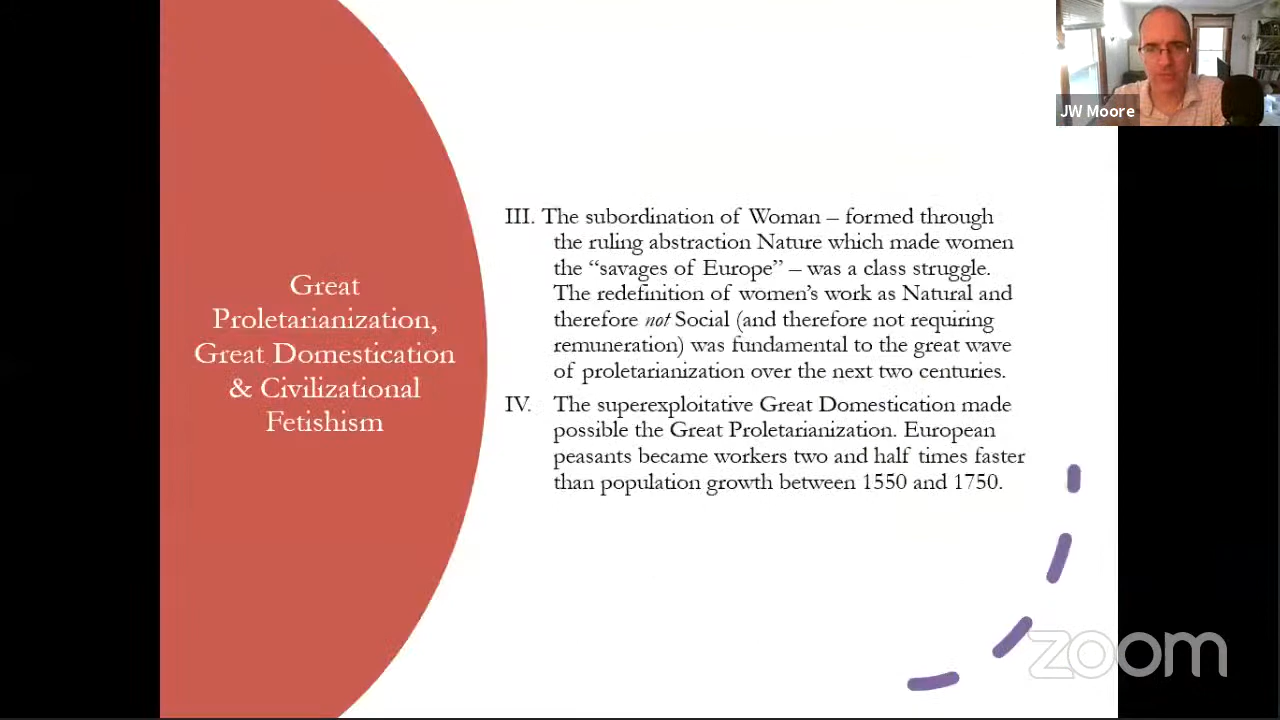 JW Moore
Great
Proletarianization,
Great Domestication
& Civilizational
Fetishism
III. The subordination of Woman – formed through
the ruling abstraction Nature which made women
the “savages of Europe” – was a class struggle.
The redefinition of women’s work as Natural and
therefore not Social (and therefore not requiring
remuneration) was fundamental to the great wave
of proletarianization over the next two centuries.
IV. The superexploitative Great Domestication made
possible the Great Proletarianization. European
peasants became workers two and half times faster
than population growth between 1550 and 1750.
zoom